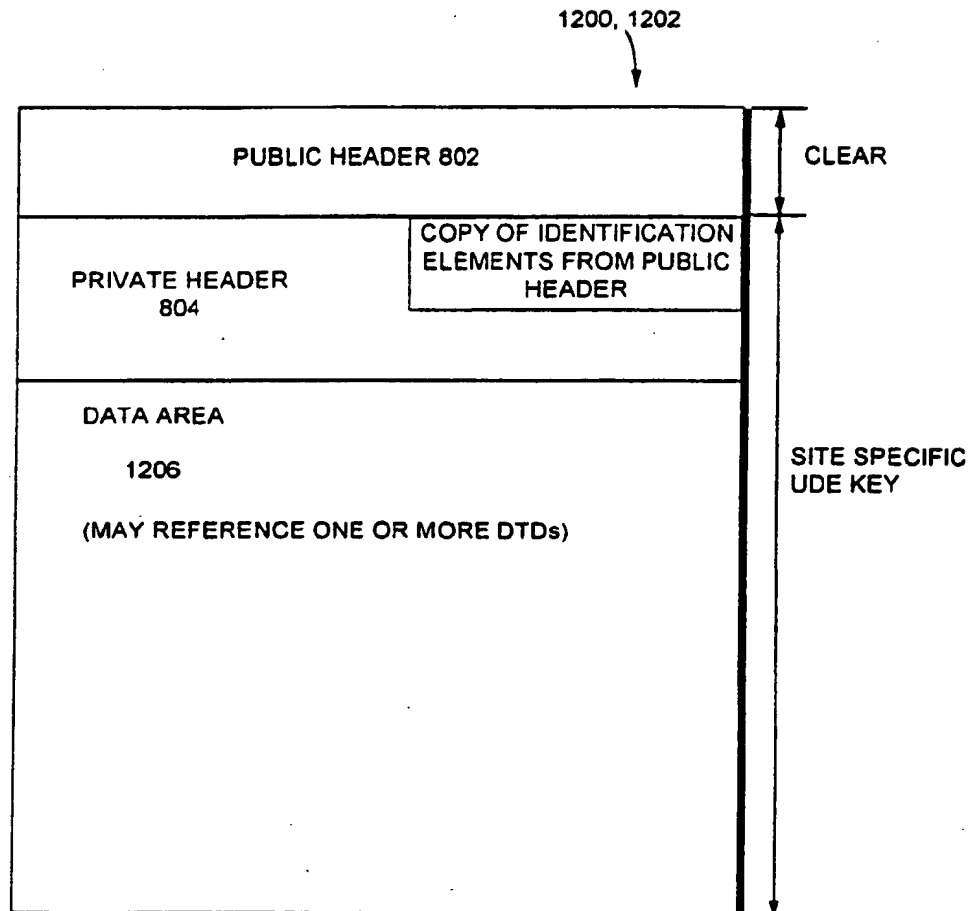 1200, 1202
PUBLIC HEADER 802
CLEAR
COPY OF IDENTIFICATION
ELEMENTS FROM PUBLIC
HEADER
PRIVATE HEADER
804
DATA AREA
1206
(MAY REFERENCE ONE OR MORE DTDs)
SITE SPECIFIC
UDE KEY